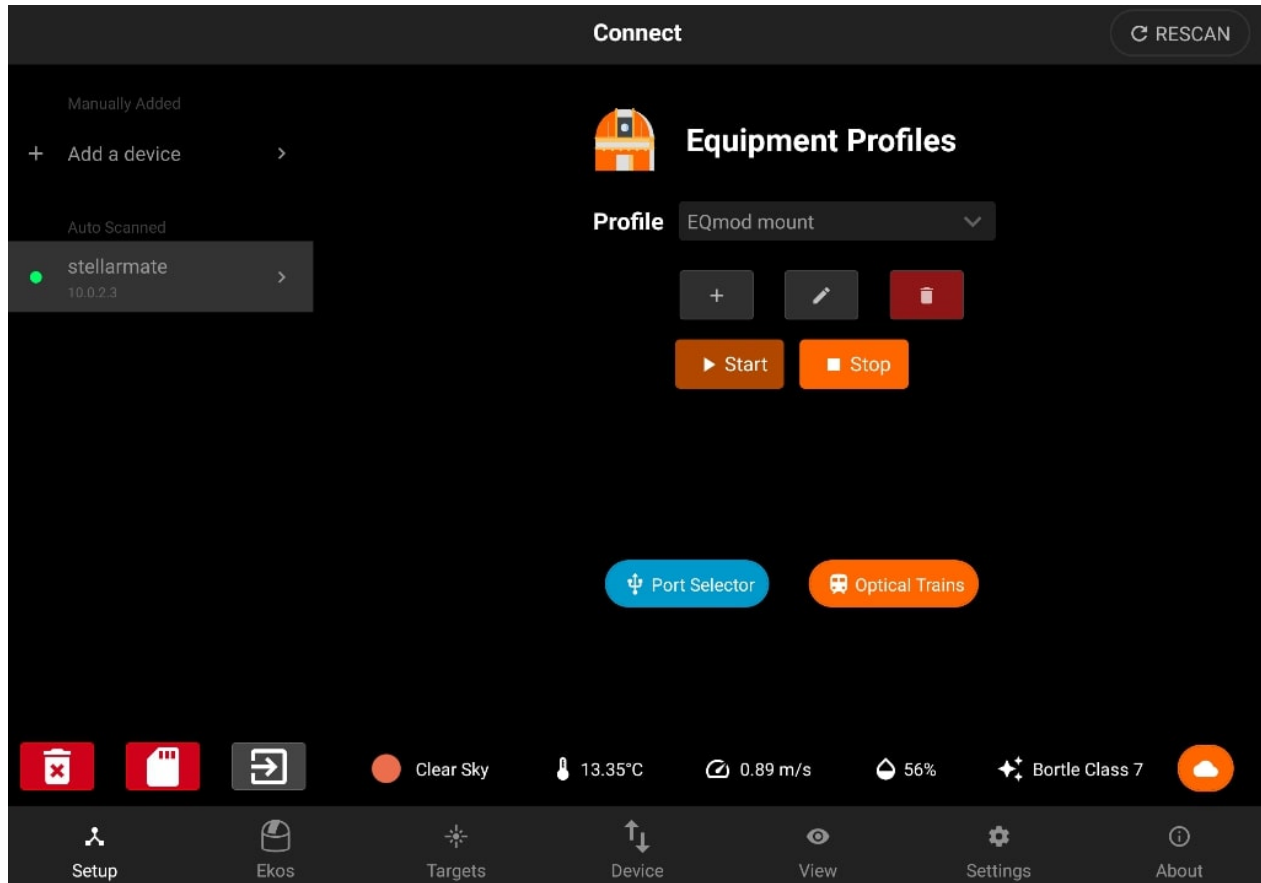 Connect
RESCAN
Manually Added
Add a device
Auto Scanned
stellarmate
10.0.2.3
Equipment Profiles
Profile
EQmod mount
Start
Stop
Port Selector
Optical Trains
Clear Sky
13.35°C
0.89 m/s
56%
Bortle Class 7
Setup
Ekos
Targets
Device
View
Settings
About